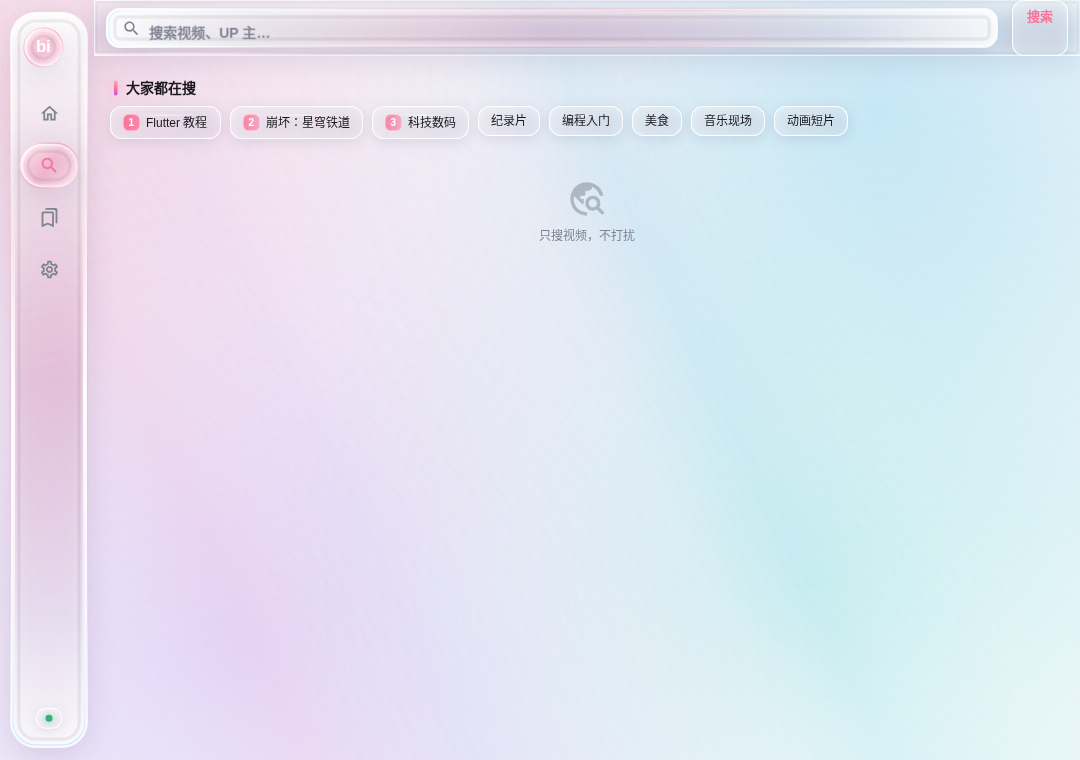 bi
搜索视频、UP 主…
搜索
大家都在搜
1 Flutter 教程
2 崩坏：星穹铁道
3 科技数码
纪录片
编程入门
美食
音乐现场
动画短片
只搜视频，不打扰